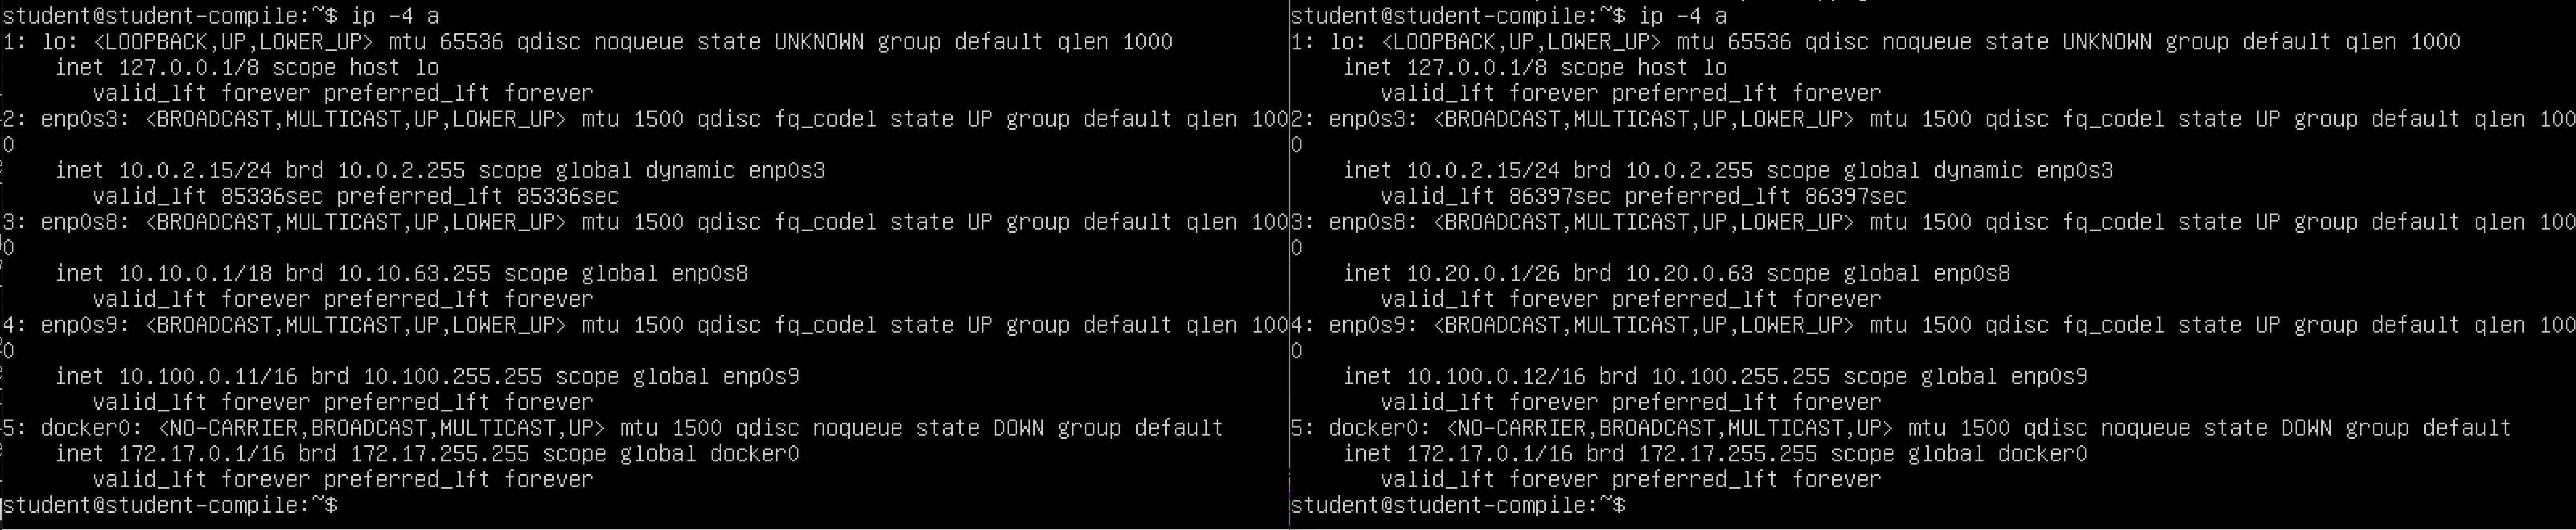 student@student-compile:~$ ip -4 a
1: lo: <LOOPBACK,UP,LOWER_UP> mtu 65536 qdisc noqueue state UNKNOWN group default qlen 1000
    inet 127.0.0.1/8 scope host lo
       valid_lft forever preferred_lft forever
2: enp0s3: <BROADCAST,MULTICAST,UP,LOWER_UP> mtu 1500 qdisc fq_codel state UP group default qlen 100
0
    inet 10.0.2.15/24 brd 10.0.2.255 scope global dynamic enp0s3
       valid_lft 85336sec preferred_lft 85336sec
3: enp0s8: <BROADCAST,MULTICAST,UP,LOWER_UP> mtu 1500 qdisc fq_codel state UP group default qlen 100
0
    inet 10.10.0.1/18 brd 10.10.63.255 scope global enp0s8
       valid_lft forever preferred_lft forever
4: enp0s9: <BROADCAST,MULTICAST,UP,LOWER_UP> mtu 1500 qdisc fq_codel state UP group default qlen 100
0
    inet 10.100.0.11/16 brd 10.100.255.255 scope global enp0s9
       valid_lft forever preferred_lft forever
5: docker0: <NO-CARRIER,BROADCAST,MULTICAST,UP> mtu 1500 qdisc noqueue state DOWN group default
    inet 172.17.0.1/16 brd 172.17.255.255 scope global docker0
       valid_lft forever preferred_lft forever
student@student-compile:~$
student@student-compile:~$ ip -4 a
1: lo: <LOOPBACK,UP,LOWER_UP> mtu 65536 qdisc noqueue state UNKNOWN group default qlen 1000
    inet 127.0.0.1/8 scope host lo
       valid_lft forever preferred_lft forever
2: enp0s3: <BROADCAST,MULTICAST,UP,LOWER_UP> mtu 1500 qdisc fq_codel state UP group default qlen 100
0
    inet 10.0.2.15/24 brd 10.0.2.255 scope global dynamic enp0s3
       valid_lft 86397sec preferred_lft 86397sec
3: enp0s8: <BROADCAST,MULTICAST,UP,LOWER_UP> mtu 1500 qdisc fq_codel state UP group default qlen 100
0
    inet 10.20.0.1/26 brd 10.20.0.63 scope global enp0s8
       valid_lft forever preferred_lft forever
4: enp0s9: <BROADCAST,MULTICAST,UP,LOWER_UP> mtu 1500 qdisc fq_codel state UP group default qlen 100
0
    inet 10.100.0.12/16 brd 10.100.255.255 scope global enp0s9
       valid_lft forever preferred_lft forever
5: docker0: <NO-CARRIER,BROADCAST,MULTICAST,UP> mtu 1500 qdisc noqueue state DOWN group default
    inet 172.17.0.1/16 brd 172.17.255.255 scope global docker0
       valid_lft forever preferred_lft forever
student@student-compile:~$